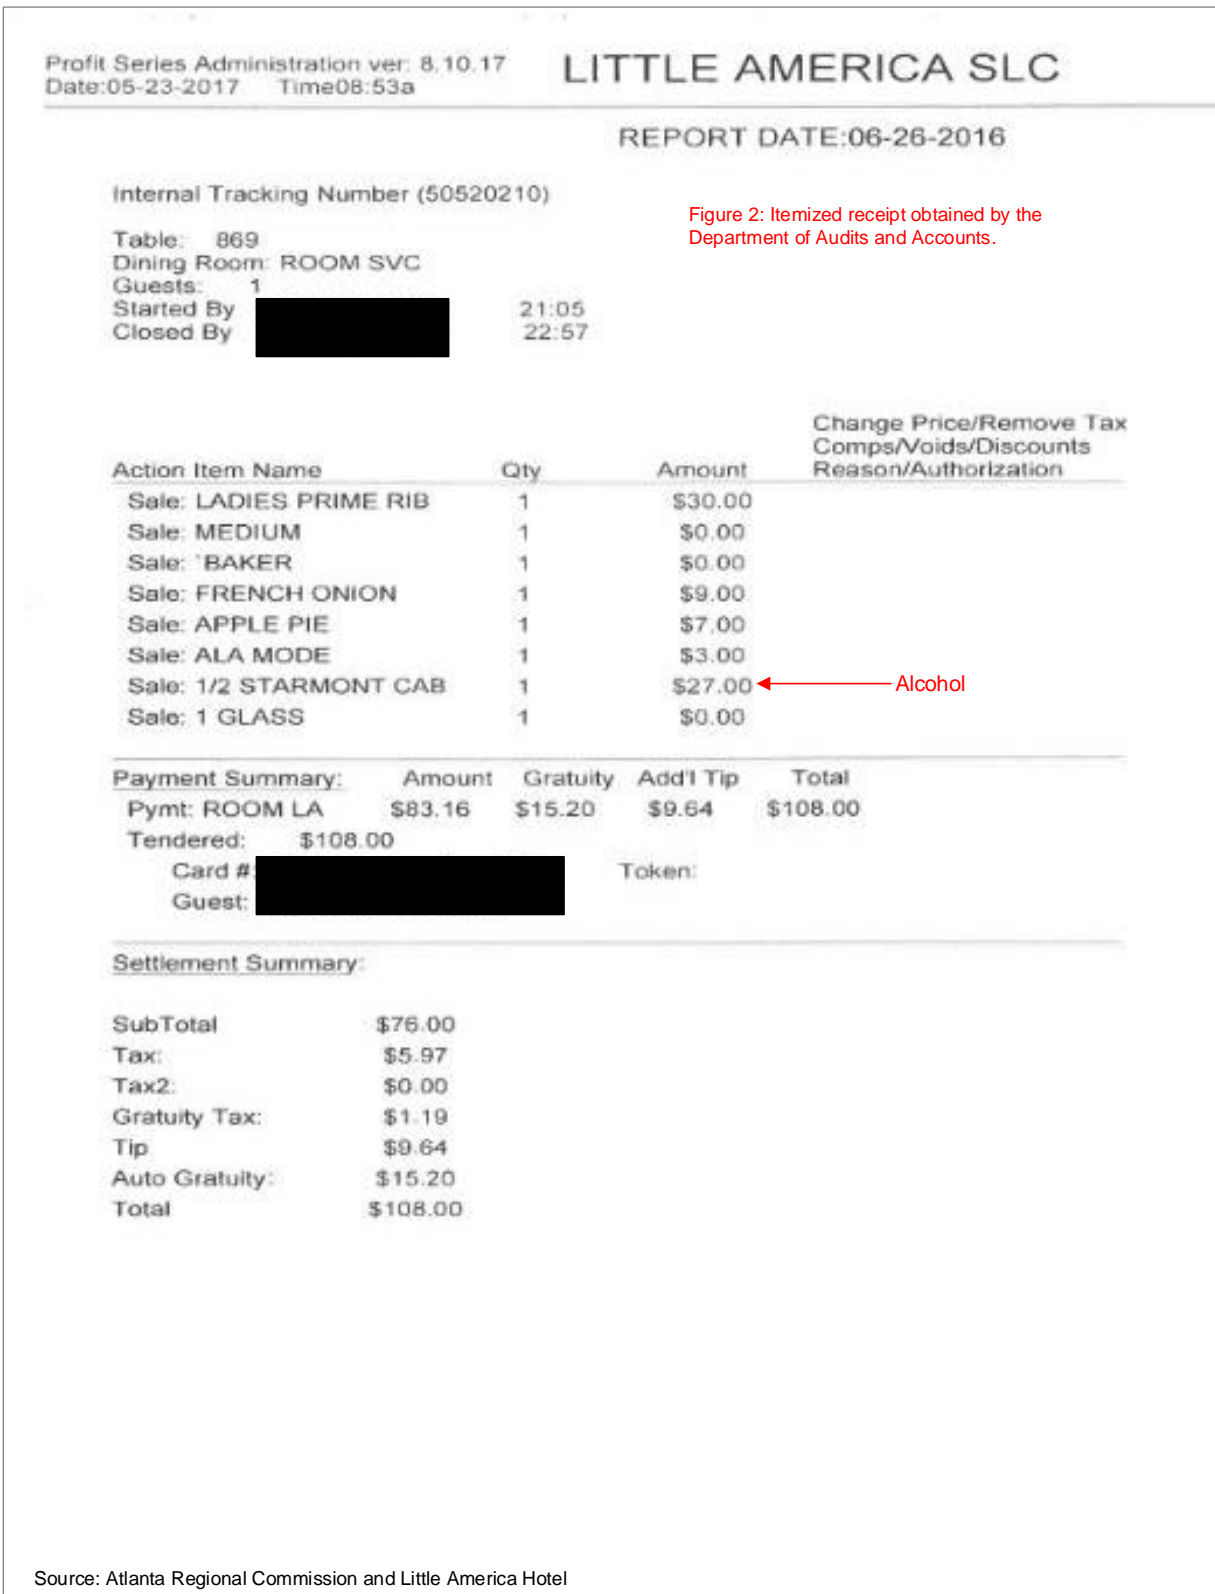 Profit Series Administration ver: 8.10.17 LITTLE AMERICA SLC
Date:05-23-2017 Time08:53a
REPORT DATE:06-26-2016
Internal Tracking Number (50520210)
Figure 2: Itemized receipt obtained by the
Department of Audits and Accounts.
Table: 869
Dining Room: ROOM SVC
Guests: 1
Started By 21:05
Closed By 22:57
Change Price/Remove Tax
Comps/Voids/Discounts
Action Item Name Qty Amount Reason/Authorization
Sale: LADIES PRIME RIB 1 $30.00
Sale: MEDIUM 1 $0.00
Sale: `BAKER 1 $0.00
Sale: FRENCH ONION 1 $9.00
Sale: APPLE PIE 1 $7.00
Sale: ALA MODE 1 $3.00
Sale: 1/2 STARMONT CAB 1 $27.00 Alcohol
Sale: 1 GLASS 1 $0.00
Payment Summary: Amount Gratuity Add'l Tip Total
Pymt: ROOM LA $83.16 $15.20 $9.64 $108.00
Tendered: $108.00
Card #: Token:
Guest:
Settlement Summary:
SubTotal $76.00
Tax: $5.97
Tax2: $0.00
Gratuity Tax: $1.19
Tip $9.64
Auto Gratuity: $15.20
Total $108.00
Source: Atlanta Regional Commission and Little America Hotel